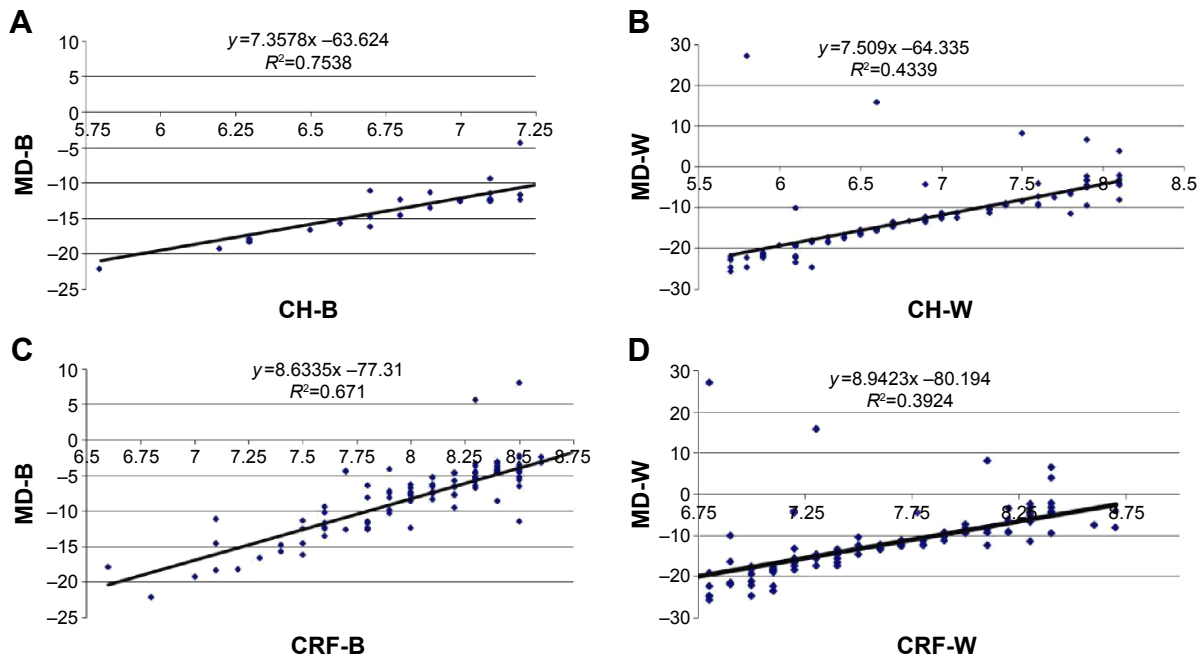 A
y=7.3578x –63.624
R²=0.7538
10
5
0
–5
–10
–15
–20
–25
5.75 6 6.25 6.5 6.75 7 7.25
MD-B
CH-B
B
y=7.509x –64.335
R²=0.4339
30
20
10
0
–10
–20
–30
5.5 6 6.5 7 7.5 8 8.5
MD-W
CH-W
C
y=8.6335x –77.31
R²=0.671
10
5
0
–5
–10
–15
–20
–25
6.5 6.75 7 7.25 7.5 7.75 8 8.25 8.5 8.75
MD-B
CRF-B
D
y=8.9423x –80.194
R²=0.3924
30
20
10
0
–10
–20
–30
6.75 7.25 7.75 8.25 8.75
MD-W
CRF-W